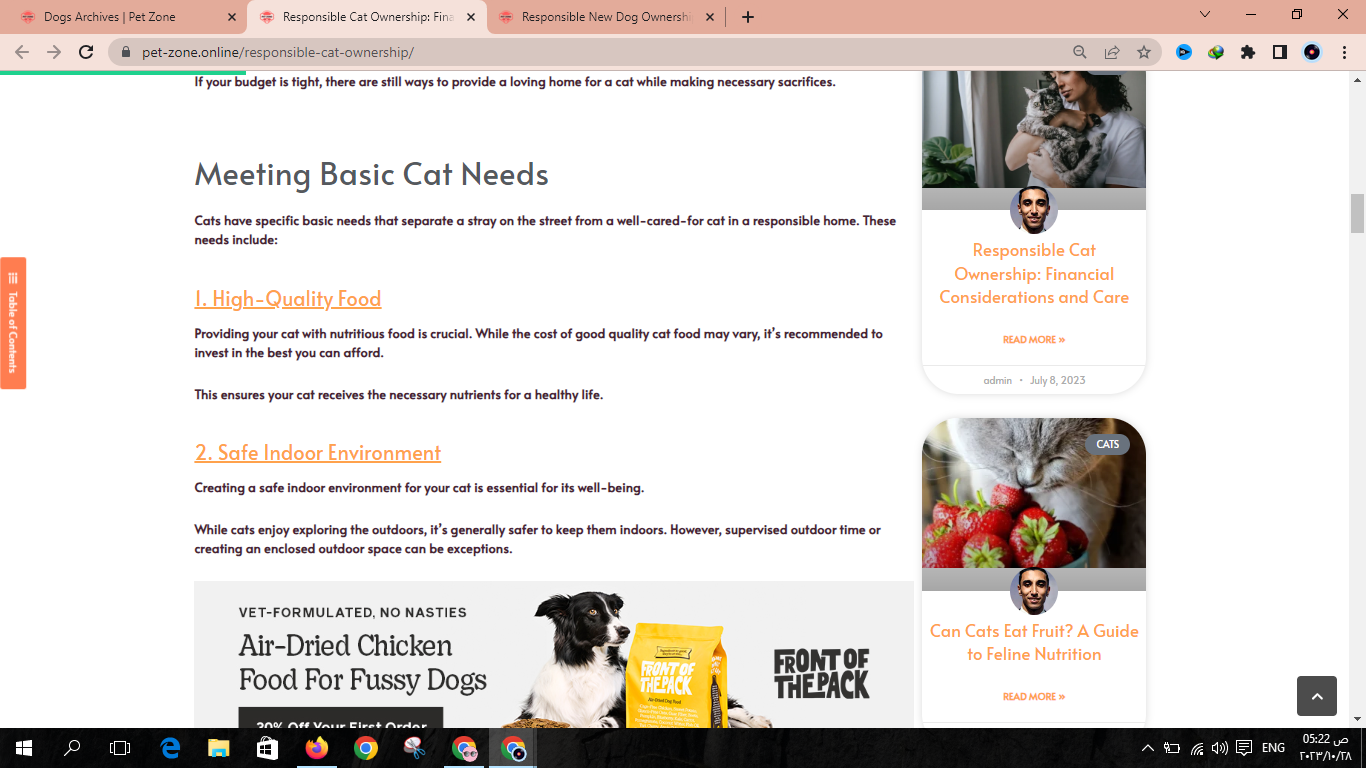 Dogs Archives | Pet Zone
Responsible Cat Ownership: Fina
Responsible New Dog Ownershi
pet-zone.online/responsible-cat-ownership/
If your budget is tight, there are still ways to provide a loving home for a cat while making necessary sacrifices.
Meeting Basic Cat Needs
Cats have specific basic needs that separate a stray on the street from a well-cared-for cat in a responsible home. These
needs include:
1. High-Quality Food
Providing your cat with nutritious food is crucial. While the cost of good quality cat food may vary, it's recommended to
invest in the best you can afford.
This ensures your cat receives the necessary nutrients for a healthy life.
2. Safe Indoor Environment
Creating a safe indoor environment for your cat is essential for its well-being.
While cats enjoy exploring the outdoors, it's generally safer to keep them indoors. However, supervised outdoor time or
creating an enclosed outdoor space can be exceptions.
VET-FORMULATED, NO NASTIES
Air-Dried Chicken
Food For Fussy Dogs
30% Off Your First Order
FRONT OF
THE PACK
Air-Dried Dog Food
FRONT OF
THE PACK
Table of Contents
Responsible Cat
Ownership: Financial
Considerations and Care
READ MORE »
admin • July 8, 2023
CATS
Can Cats Eat Fruit? A Guide
to Feline Nutrition
READ MORE »
ENG
05:22 ص
٢٠٢٣/١٠/٢٨